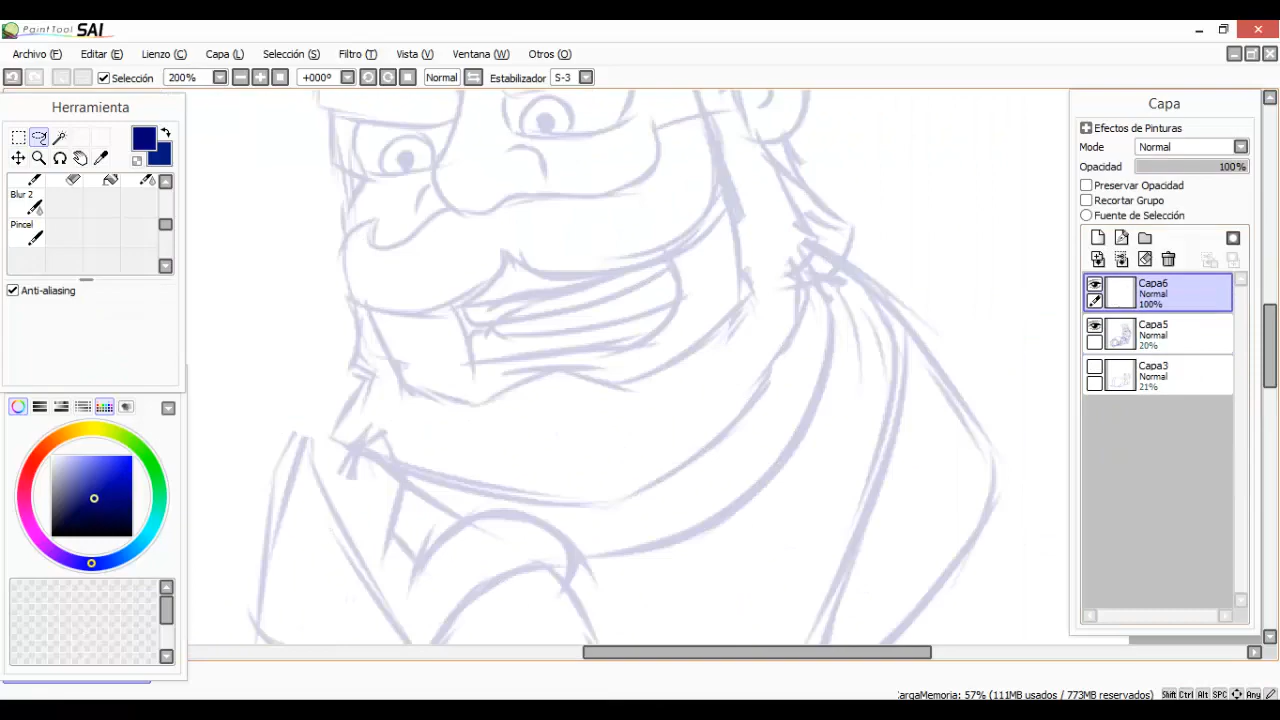 PaintTool SAI
Archivo (F) Editar (E) Lienzo (C) Capa (L) Selección (S) Filtro (T) Vista (V) Ventana (W) Otros (O)
Selección 200% +000º Normal Estabilizador S-3
Herramienta
Blur 2
Pincel
Anti-aliasing
Capa
Efectos de Pinturas
Mode Normal
Opacidad 100%
Preservar Opacidad
Recortar Grupo
Fuente de Selección
Capa6
Normal
100%
Capa5
Normal
20%
Capa3
Normal
21%
CargaMemoria: 57% (111MB usados / 773MB reservados) Shift Ctrl Alt SPC Any